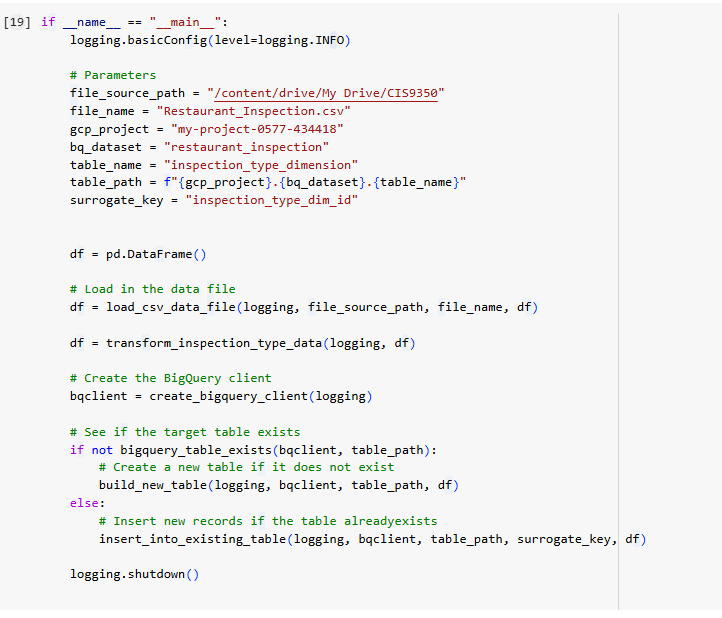 [19] if __name__ == "__main__":
logging.basicConfig(level=logging.INFO)
# Parameters
file_source_path = "/content/drive/My Drive/CIS9350"
file_name = "Restaurant_Inspection.csv"
gcp_project = "my-project-0577-434418"
bq_dataset = "restaurant_inspection"
table_name = "inspection_type_dimension"
table_path = f"{gcp_project}.{bq_dataset}.{table_name}"
surrogate_key = "inspection_type_dim_id"
df = pd.DataFrame()
# Load in the data file
df = load_csv_data_file(logging, file_source_path, file_name, df)
df = transform_inspection_type_data(logging, df)
# Create the BigQuery client
bqclient = create_bigquery_client(logging)
# See if the target table exists
if not bigquery_table_exists(bqclient, table_path):
# Create a new table if it does not exist
build_new_table(logging, bqclient, table_path, df)
else:
# Insert new records if the table alreadyexists
insert_into_existing_table(logging, bqclient, table_path, surrogate_key, df)
logging.shutdown()